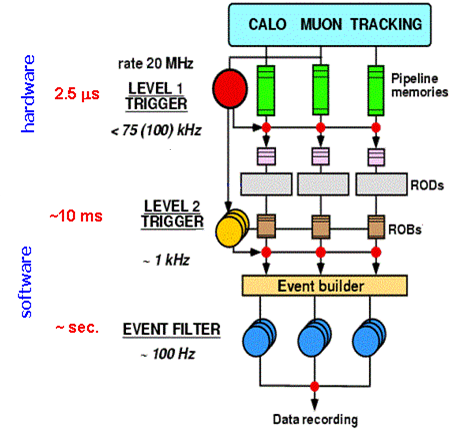 CALO MUON TRACKING
rate 20 MHz
hardware
2.5 µs
LEVEL 1
TRIGGER
< 75 (100) kHz
Pipeline
memories
RODs
~10 ms
LEVEL 2
TRIGGER
~ 1 kHz
ROBs
software
Event builder
~ sec.
EVENT FILTER
~ 100 Hz
Data recording